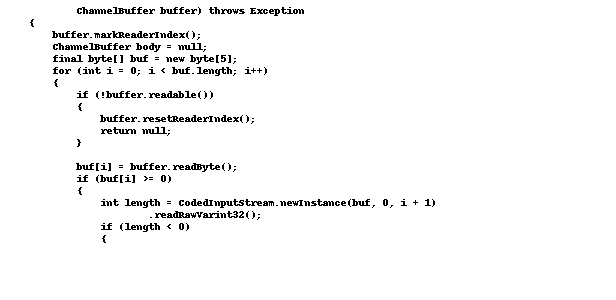 ChannelBuffer buffer) throws Exception
{
buffer.markReaderIndex();
ChannelBuffer body = null;
final byte[] buf = new byte[5];
for (int i = 0; i < buf.length; i++)
{
if (!buffer.readable())
{
buffer.resetReaderIndex();
return null;
}
buf[i] = buffer.readByte();
if (buf[i] >= 0)
{
int length = CodedInputStream.newInstance(buf, 0, i + 1)
.readRawVarint32();
if (length < 0)
{